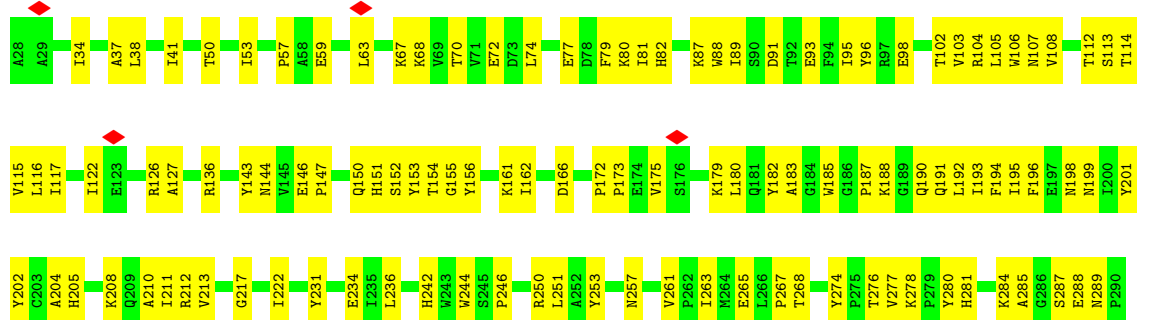 A28 A29 I34 A37 L38 I41 T50 I53 P57 A58 E59 L63 K67 K68 V69 T70 V71 E72 D73 L74 E77 D78 F79 K80 I81 H82 K87 W88 I89 S90 D91 T92 E93 F94 I95 Y96 R97 E98 T102 V103 R104 L105 W106 N107 V108 T112 S113 T114
V115 L116 I117 I122 E123 R126 A127 R136 Y143 N144 V145 E146 P147 Q150 H151 S152 Y153 T154 G155 Y156 K161 I162 D166 P172 P173 E174 V175 S176 K179 L180 Q181 Y182 A183 G184 W185 G186 P187 K188 G189 Q190 Q191 L192 I193 F194 I195 F196 E197 N198 N199 I200 Y201
Y202 C203 A204 H205 K208 Q209 A210 I211 R212 V213 G217 I222 Y231 E234 I235 L236 H242 W243 W244 S245 P246 R250 L251 A252 Y253 N257 V261 P262 I263 M264 E265 L266 P267 T268 Y274 P275 T276 V277 K278 P279 Y280 H281 K284 A285 G286 S287 E288 N289 P290